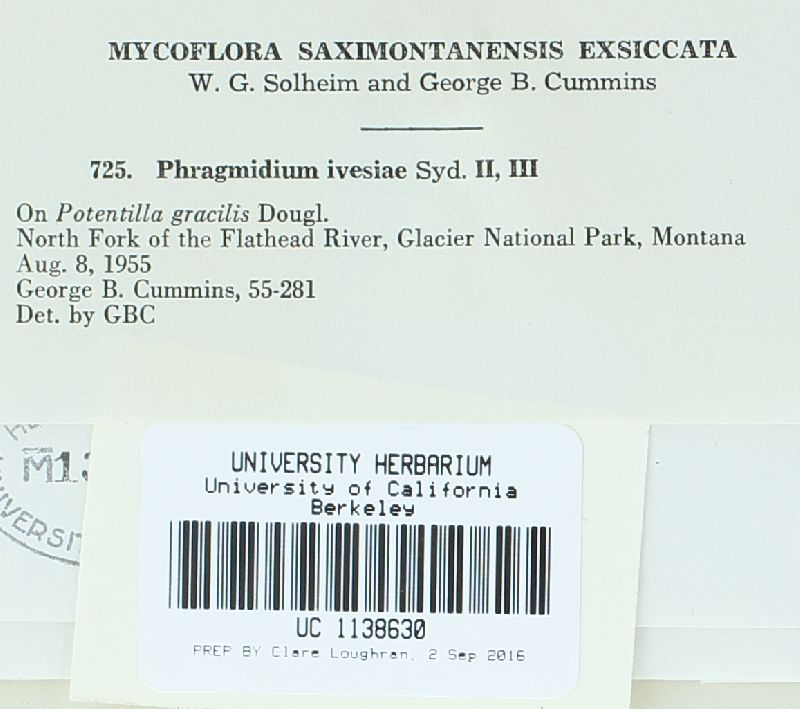 MYCOFLORA SAXIMONTANENSIS EXSICCATA
W. G. Solheim and George B. Cummins
725. Phragmidium ivesiae Syd. II, III
On Potentilla gracilis Dougl.
North Fork of the Flathead River, Glacier National Park, Montana
Aug. 8, 1955
George B. Cummins, 55-281
Det. by GBC
M13
UNIVERSITY HERBARIUM
University of California
Berkeley
UC 1138630
PREP BY Clare Loughran, 2 Sep 2016